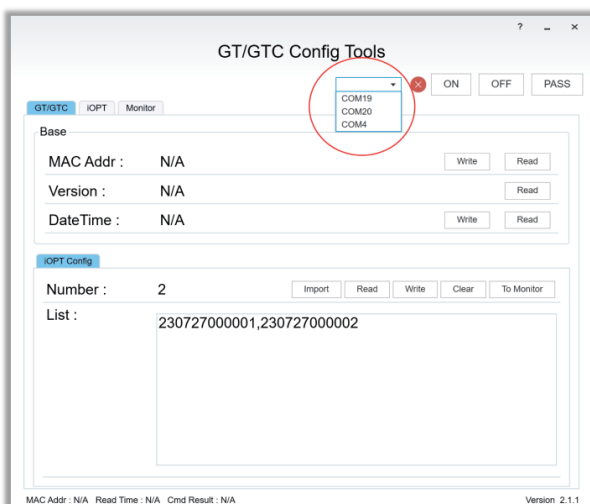 ? – ×
GT/GTC Config Tools
ON OFF PASS
COM19
COM20
COM4
GT/GTC iOPT Monitor
Base
MAC Addr : N/A Write Read
Version : N/A Read
DateTime : N/A Write Read
iOPT Config
Number : 2 Import Read Write Clear To Monitor
List : 230727000001,230727000002
MAC Addr : N/A Read Time : N/A Cmd Result : N/A Version 2.1.1